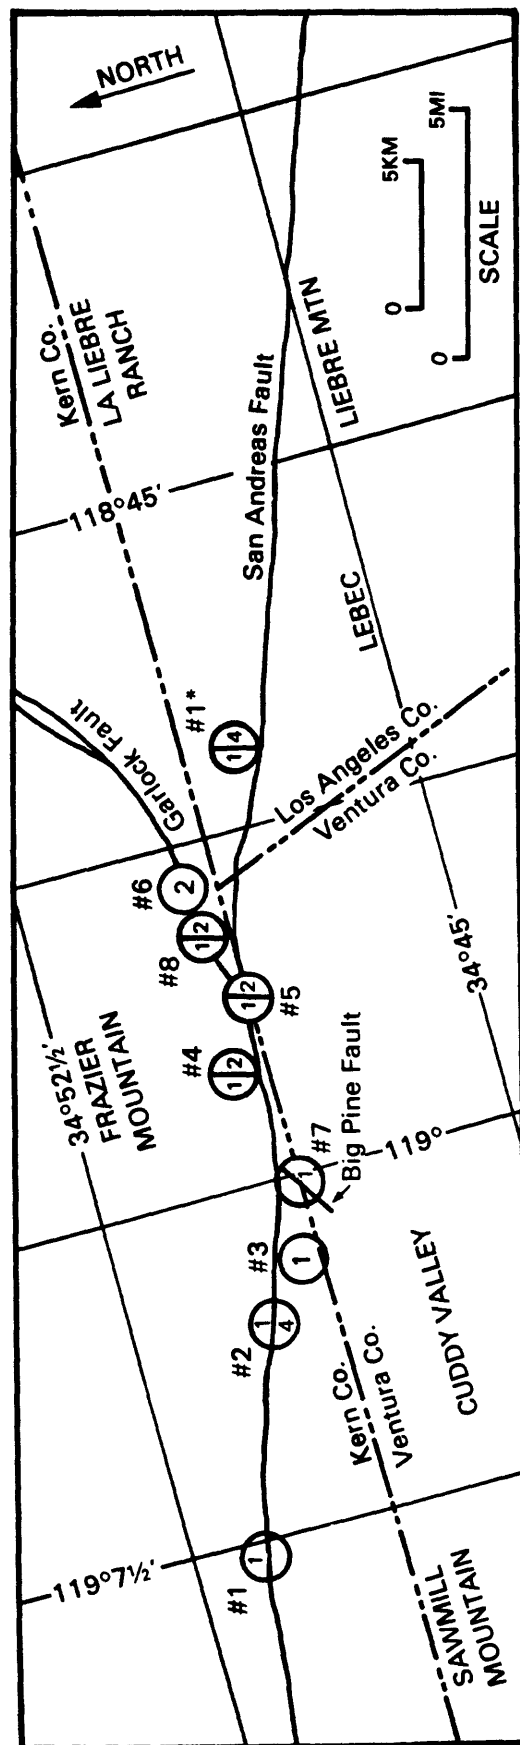 NORTH
5KM
5MI
0
0
SCALE
Kern Co.
LA LIEBRE
RANCH
LIEBRE MTN
San Andreas Fault
118°45'
LEBEC
Garlock Fault
#1*
1 4
Los Angeles Co.
Ventura Co.
#6
2
#8
1 2
#5
1 2
#4
1 2
34°45'
34°52½'
FRAZIER
MOUNTAIN
#7
1
Big Pine Fault
119°
#3
1
#2
1
4
CUDDY VALLEY
Kern Co.
Ventura Co.
#1
1
119°7½'
SAWMILL
MOUNTAIN